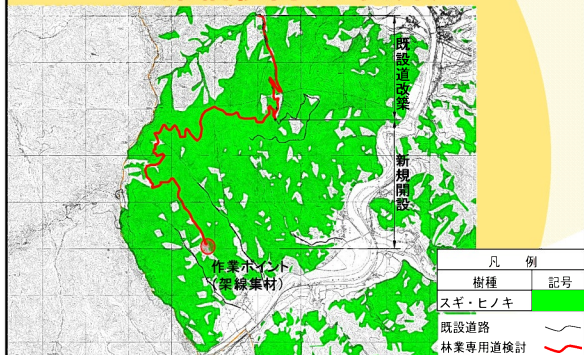 既設道改築
新規開設
作業ポイント
(架線集材)
凡 例
樹種 記号
スギ・ヒノキ
既設道路
林業専用道検討